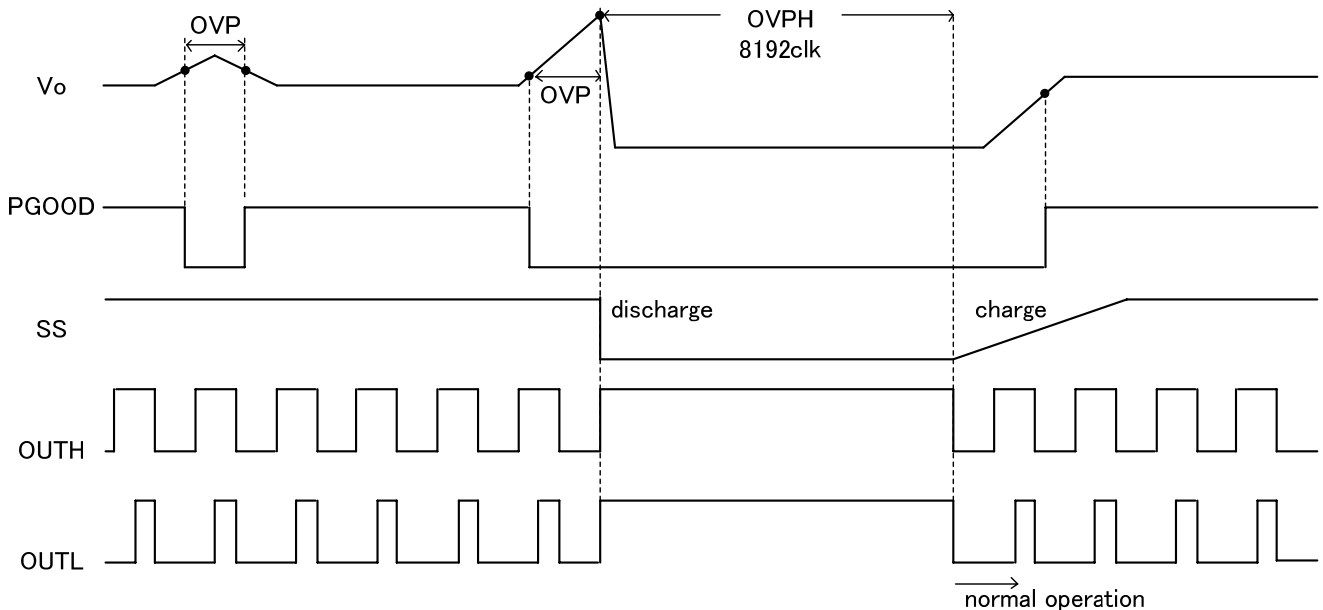 OVP
OVPH
8192clk
Vo
OVP
PGOOD
SS
discharge
charge
OUTH
OUTL
normal operation